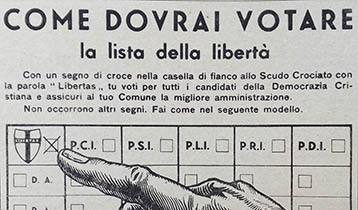 COME DOVRAI VOTARE
la lista della libertà
Con un segno di croce nella casella di fianco allo Scudo Crociato con
la parola "Libertas„ tu voti per tutti i candidati della Democrazia Cri-
stiana e assicuri al tuo Comune la migliore amministrazione.
Non occorrono altri segni. Fai come nel seguente modello.
P.C.I. P.S.I. P.L.I. P.R.I. P.D.I.
D. A.